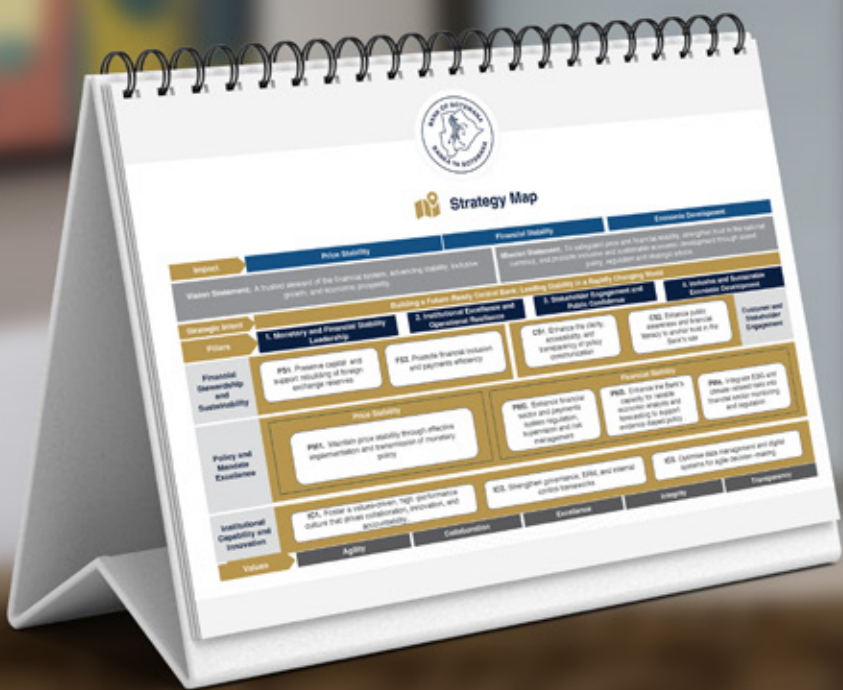 BANK OF BOTSWANA
BANKA YA BOTSWANA
Strategy Map
Impact
Price Stability
Financial Stability
Economic Development
Vision Statement: A trusted steward of the financial system, advancing stability, inclusive
growth, and economic prosperity.
Mission Statement: To safeguard price and financial stability, strengthen trust in the national
currency, and promote inclusive and sustainable economic development through sound
policy, regulation and strategic advice.
Strategic Intent
Building a Future-Ready Central Bank: Leading Stability in a Rapidly Changing World
Pillars
1. Monetary and Financial Stability
Leadership
2. Institutional Excellence and
Operational Resilience
3. Stakeholder Engagement and
Public Confidence
4. Inclusive and Sustainable
Economic Development
Financial
Stewardship
and
Sustainability
FS1. Preserve capital and
support rebuilding of foreign
exchange reserves
FS2. Promote financial inclusion
and payments efficiency
CS1. Enhance the clarity,
accessibility, and
transparency of policy
communication
CS2. Enhance public
awareness and financial
literacy to anchor trust in the
Bank's role
Customer and
Stakeholder
Engagement
Policy and
Mandate
Excellence
Price Stability
PM1. Maintain price stability through effective
implementation and transmission of monetary
policy
Financial Stability
PM2. Enhance financial
sector and payments
system regulation,
supervision and risk
management
PM3. Enhance the Bank's
capacity for reliable
economic analysis and
forecasting to support
evidence-based policy
PM4. Integrate ESG and
climate-related risks into
financial sector monitoring
and regulation
Institutional
Capability and
Innovation
IC1. Foster a values-driven, high-performance
culture that drives collaboration, innovation, and
accountability
IC2. Strengthen governance, ERM, and internal
control frameworks
IC3. Optimise data management and digital
systems for agile decision-making
Values
Agility
Collaboration
Excellence
Integrity
Transparency